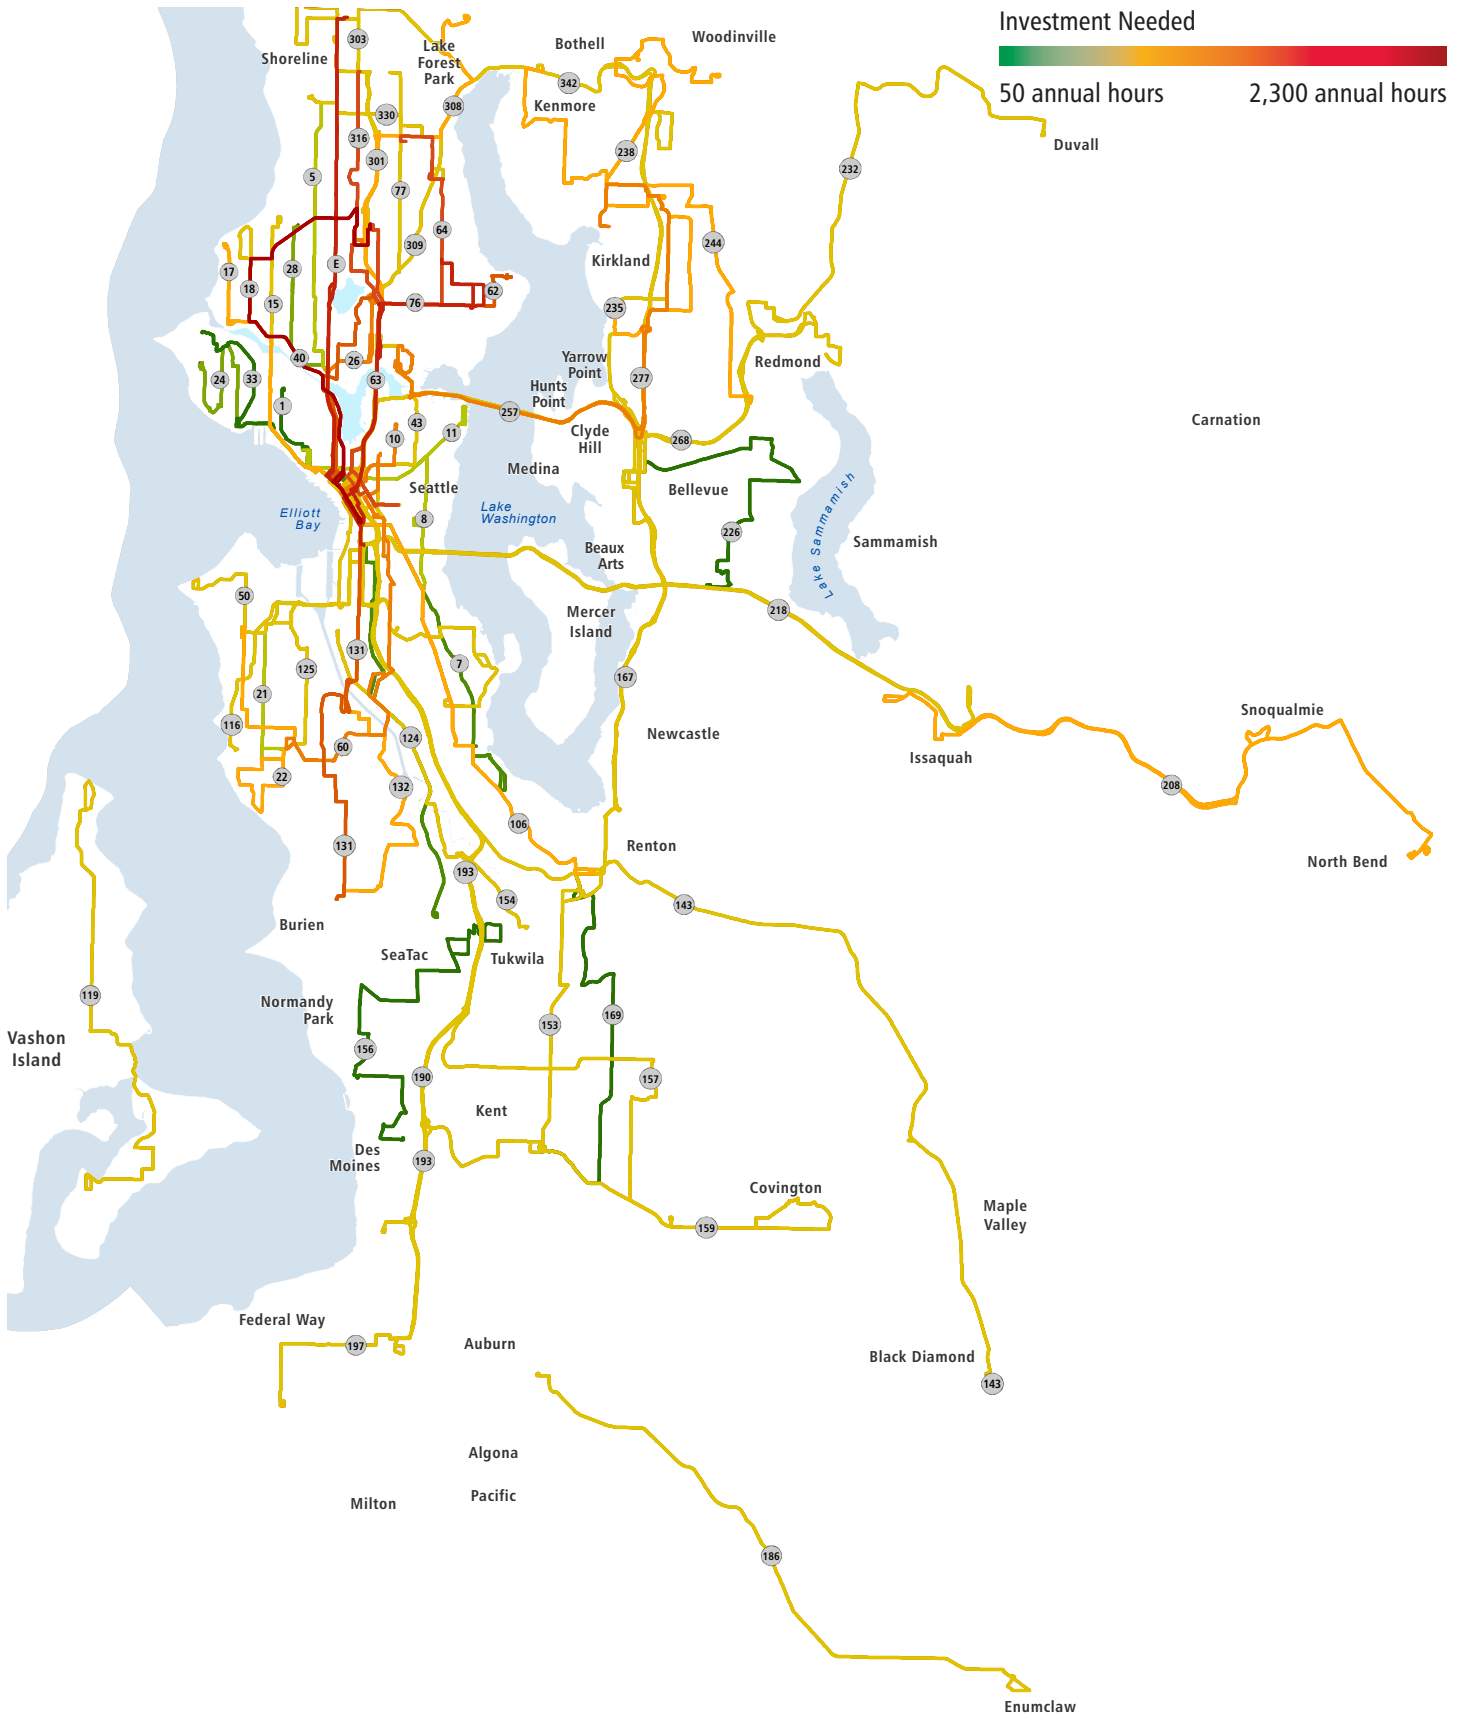 Investment Needed
50 annual hours
2,300 annual hours
Shoreline
303
Lake
Forest
Park
Bothell
Woodinville
342
Kenmore
308
330
316
301
238
Duvall
232
5
77
64
309
244
Kirkland
17
28
E
18
15
76
62
235
40
26
Yarrow
Point
Redmond
24
33
63
1
277
Hunts
Point
257
43
11
10
Clyde
Hill
268
Carnation
Medina
Seattle
Bellevue
Elliott
Bay
Lake
Washington
8
226
Lake Sammamish
Sammamish
Beaux
Arts
50
Mercer
Island
218
131
7
125
167
21
116
Newcastle
Snoqualmie
60
124
Issaquah
22
132
208
106
131
Renton
North Bend
193
154
143
Burien
SeaTac
Tukwila
119
Normandy
Park
153
169
Vashon
Island
156
190
157
Kent
Des
Moines
193
Covington
159
Maple
Valley
Federal Way
197
Auburn
Black Diamond
143
Algona
Pacific
Milton
186
Enumclaw